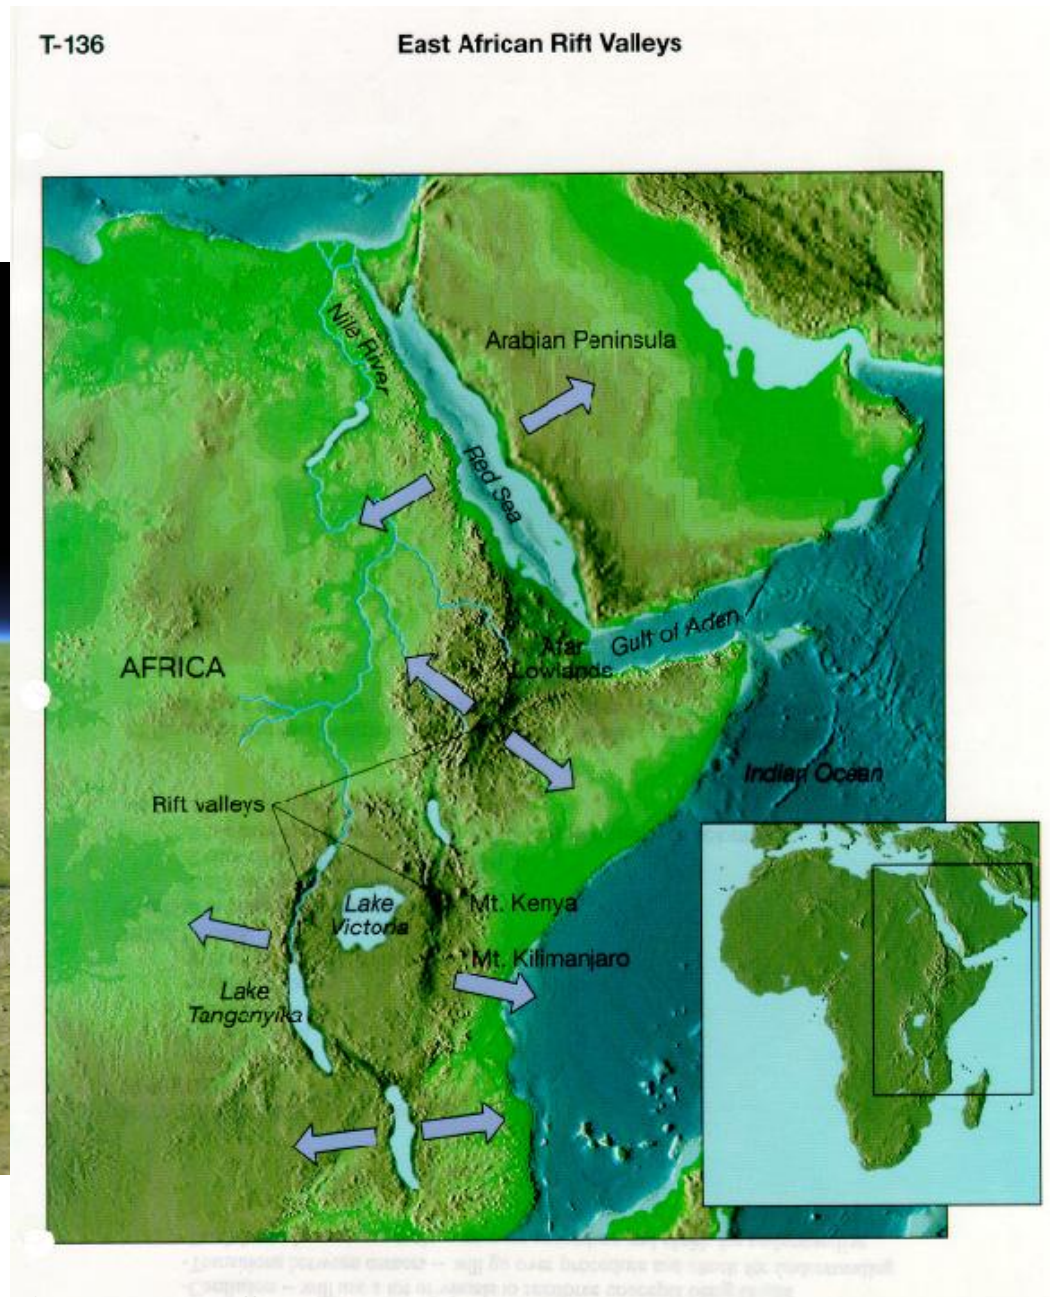 T-136
East African Rift Valleys
Nile River
Arabian Peninsula
Red Sea
Afar
Lowlands
Gulf of Aden
AFRICA
Indian Ocean
Rift valleys
Lake
Victoria
Mt. Kenya
Mt. Kilimanjaro
Lake
Tanganyika